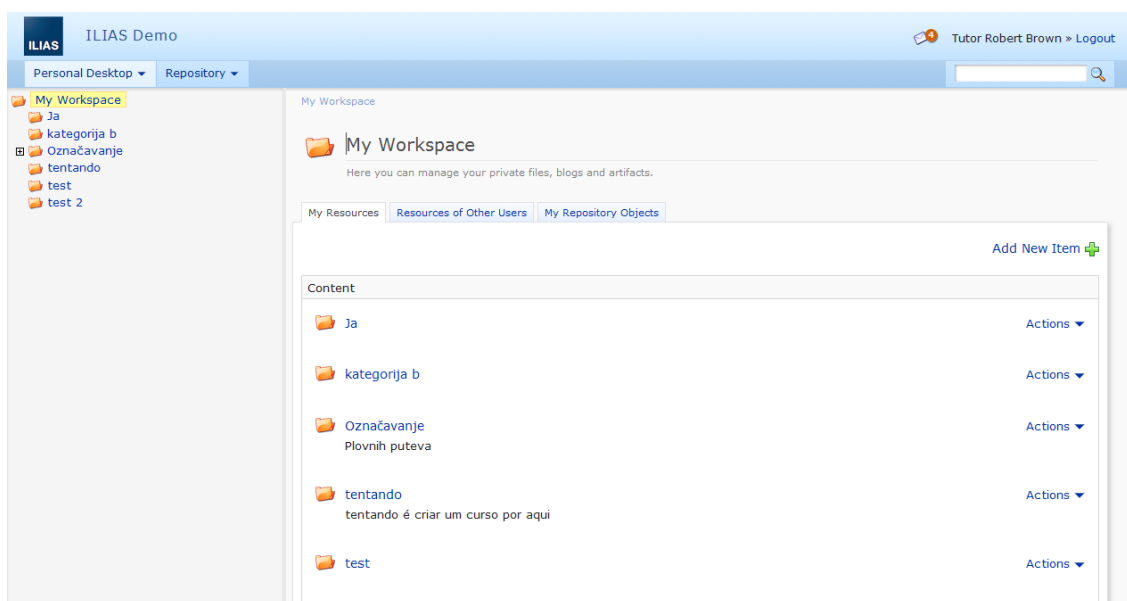 ILIAS
ILIAS Demo
4
Tutor Robert Brown » Logout
Personal Desktop
Repository
My Workspace
Ja
kategorija b
Označavanje
tentando
test
test 2
My Workspace
My Workspace
Here you can manage your private files, blogs and artifacts.
My Resources
Resources of Other Users
My Repository Objects
Add New Item
Content
Ja
Actions
kategorija b
Actions
Označavanje
Actions
Plovnih puteva
tentando
Actions
tentando é criar um curso por aqui
test
Actions